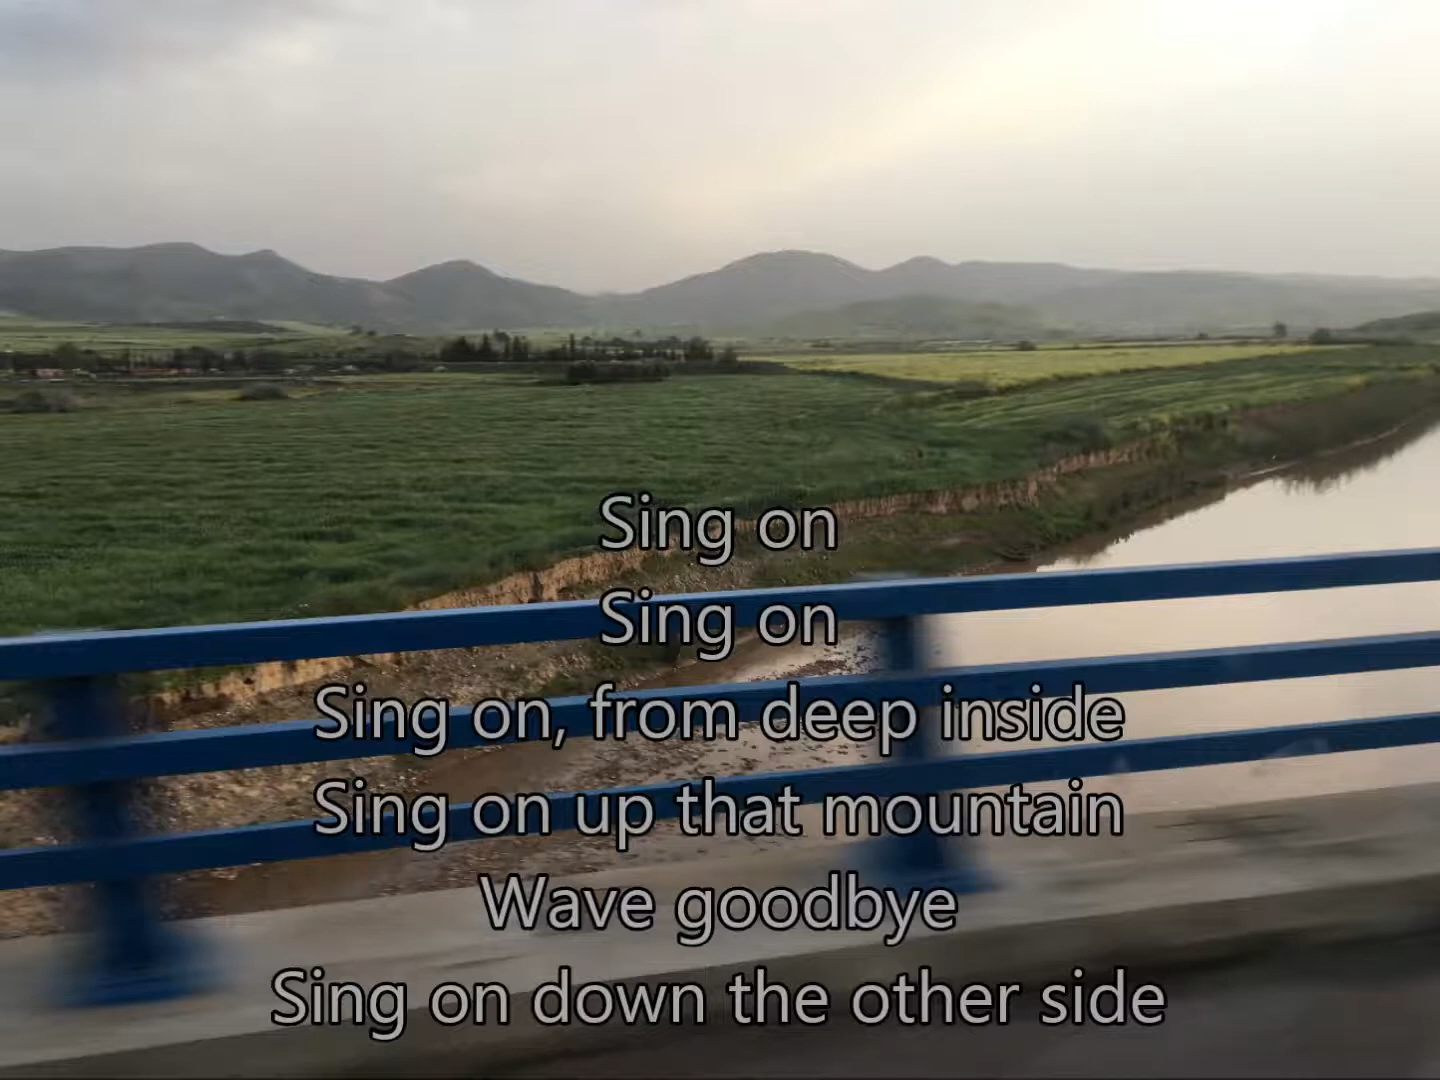 Sing on
Sing on
Sing on, from deep inside
Sing on up that mountain
Wave goodbye
Sing on down the other side